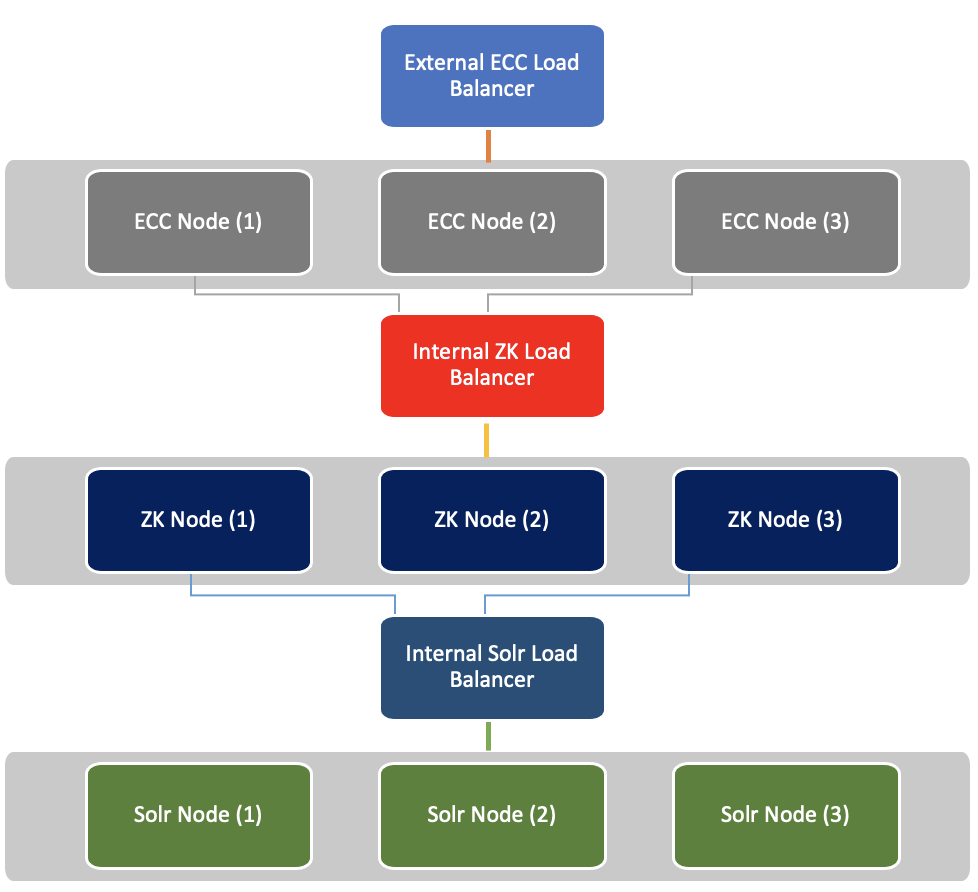 External ECC Load
Balancer
ECC Node (1)
ECC Node (2)
ECC Node (3)
Internal ZK Load
Balancer
ZK Node (1)
ZK Node (2)
ZK Node (3)
Internal Solr Load
Balancer
Solr Node (1)
Solr Node (2)
Solr Node (3)